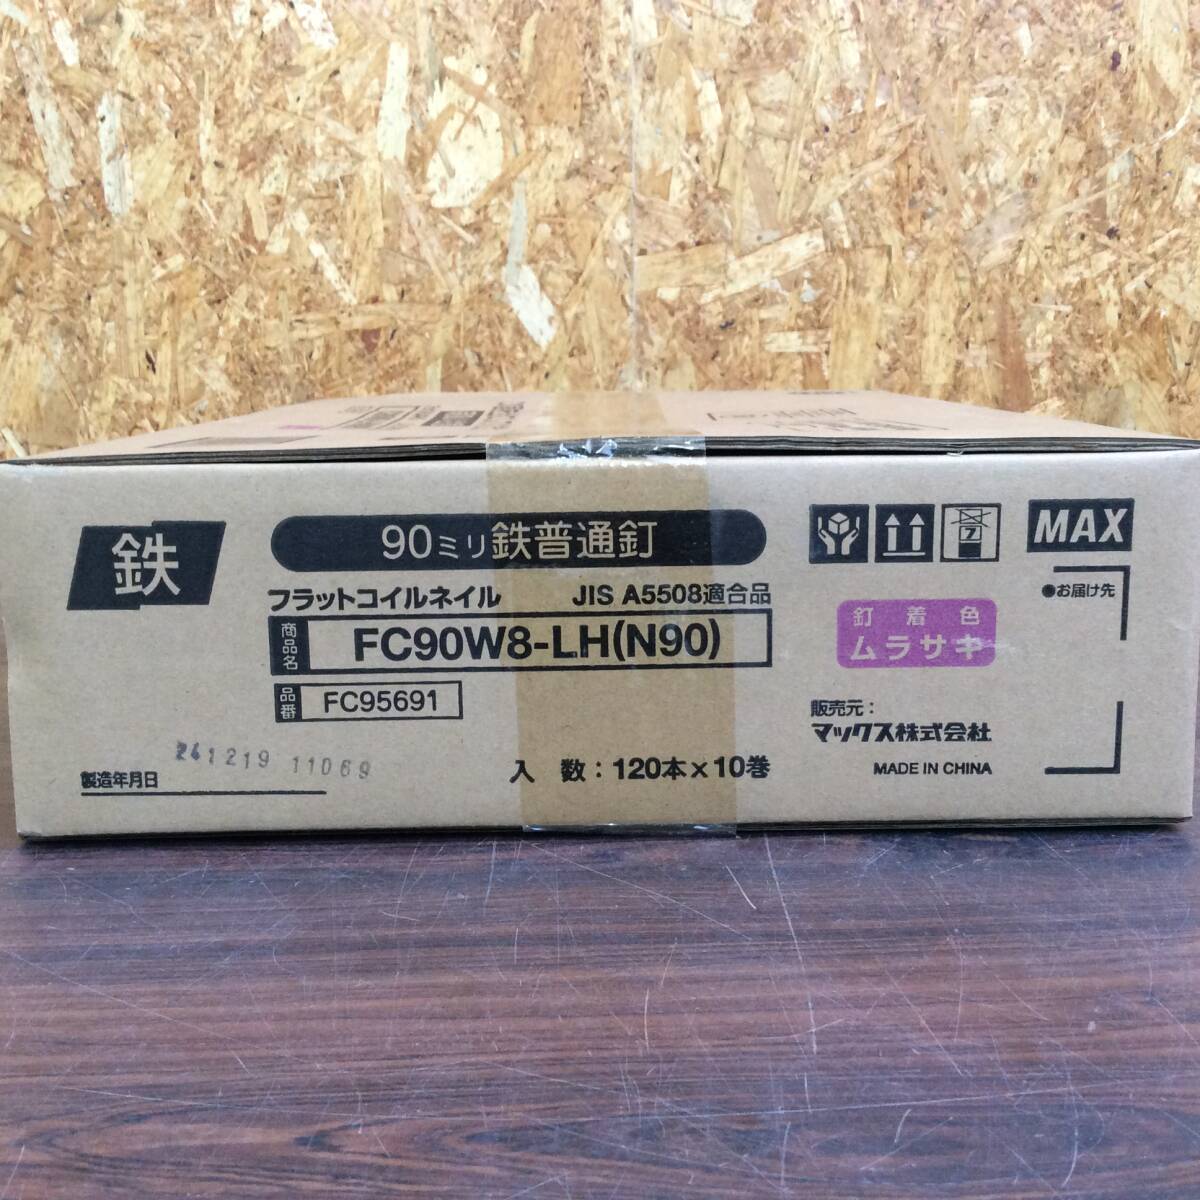 鉄
90ミリ鉄普通釘
フラットコイルネイル JIS A5508適合品
商品名 FC90W8-LH(N90)
品番 FC95691
製造年月日 241219 11069
入数：120本×10巻
7
MAX
●お届け先
釘着色
ムラサキ
販売元：
マックス株式会社
MADE IN CHINA